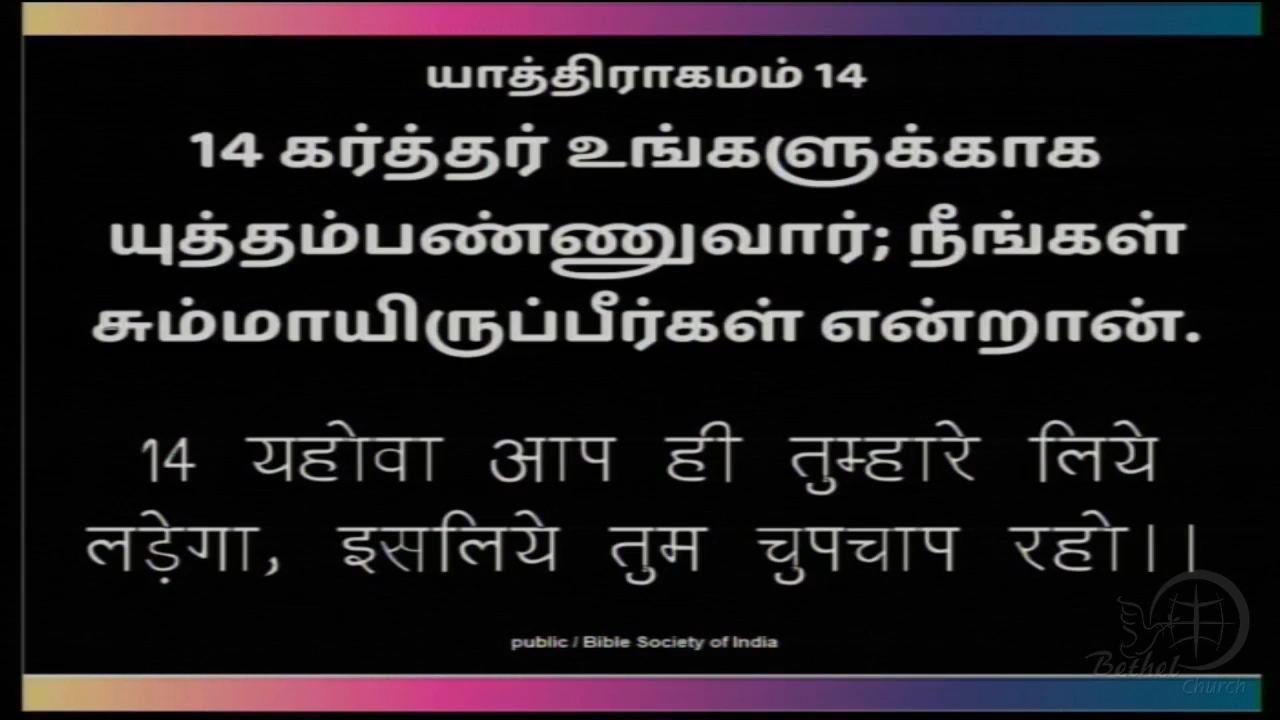 யாத்திராகமம் 14
14 கர்த்தர் உங்களுக்காக
யுத்தம்பண்ணுவார்; நீங்கள்
சும்மாயிருப்பீர்கள் என்றான்.
14 यहोवा आप ही तुम्हारे लिये
लड़ेगा, इसलिये तुम चुपचाप रहो।।
public / Bible Society of India
Bethel
Church